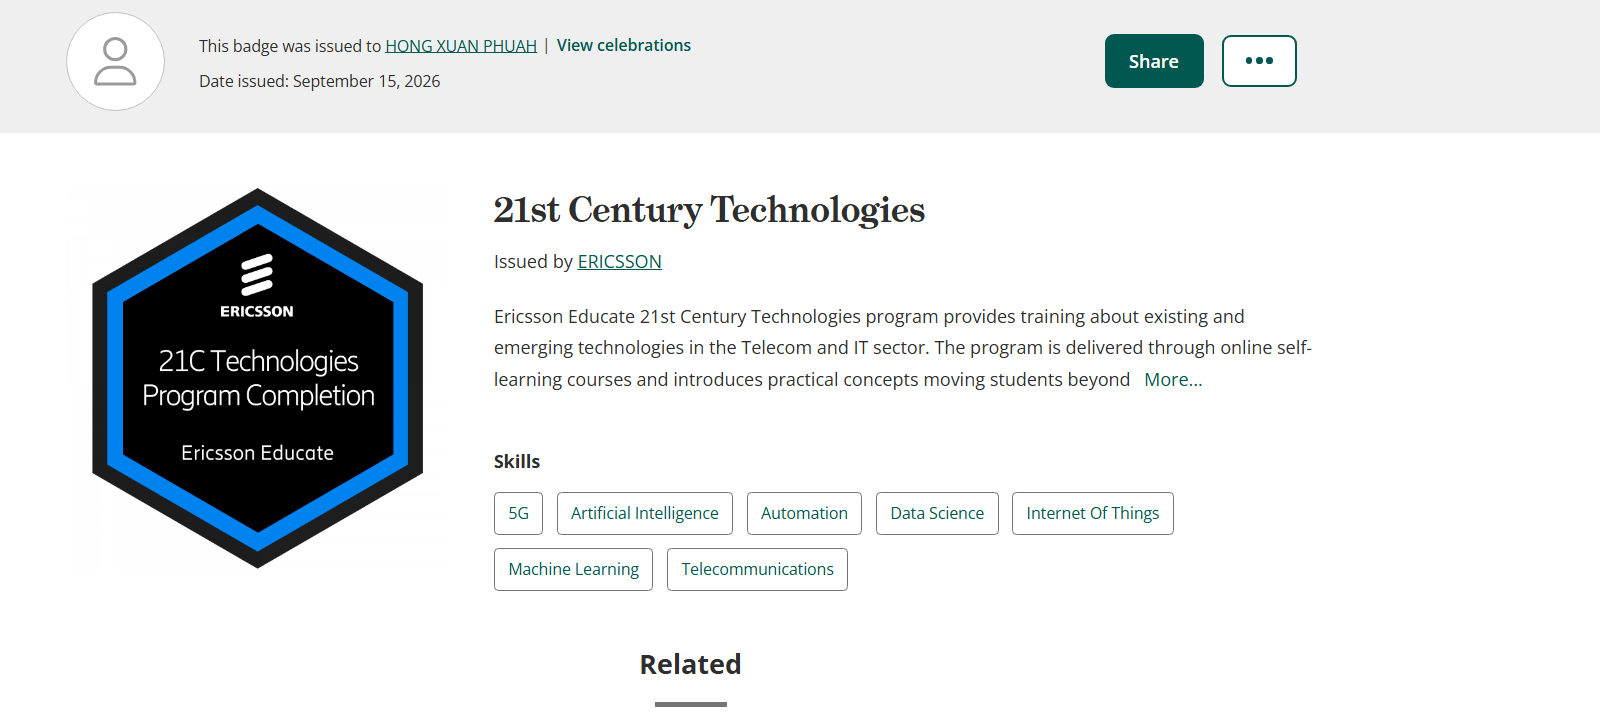 This badge was issued to HONG XUAN PHUAH | View celebrations
Date issued: September 15, 2026
Share
ERICSSON
21C Technologies
Program Completion
Ericsson Educate
21st Century Technologies
Issued by ERICSSON
Ericsson Educate 21st Century Technologies program provides training about existing and
emerging technologies in the Telecom and IT sector. The program is delivered through online self-
learning courses and introduces practical concepts moving students beyond More...
Skills
5G
Artificial Intelligence
Automation
Data Science
Internet Of Things
Machine Learning
Telecommunications
Related